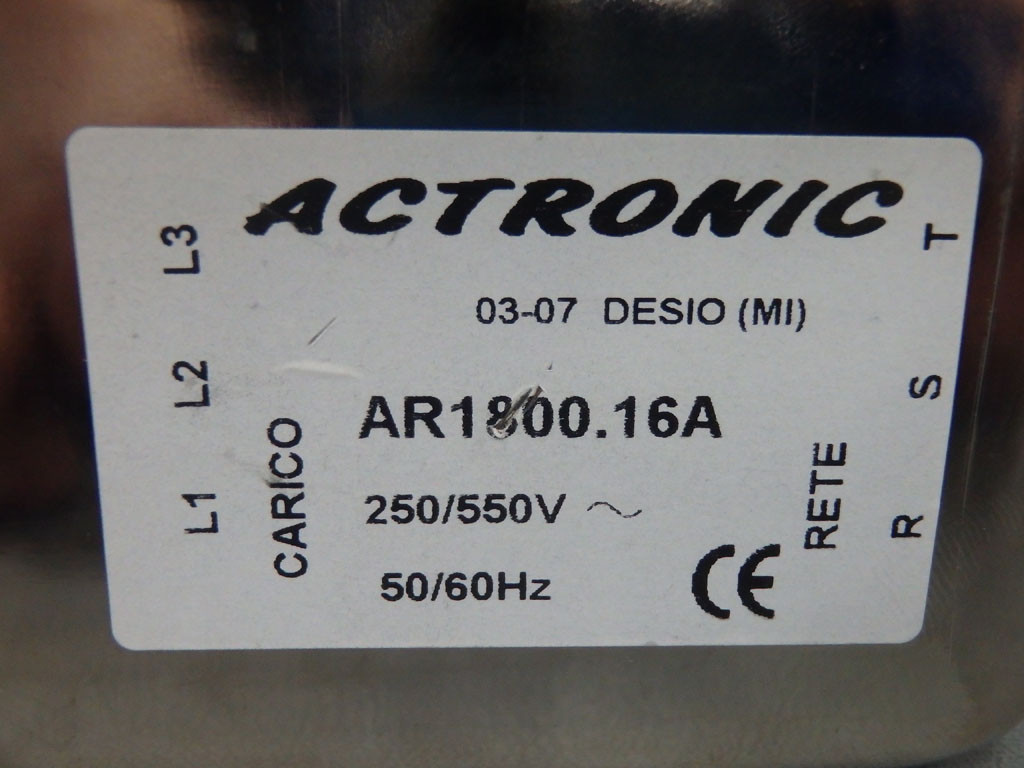 ACTRONIC
03-07 DESIO (MI)
AR1800.16A
250/550V ~
50/60Hz
CE
L1 L2 L3
CARICO
RETE
R S T